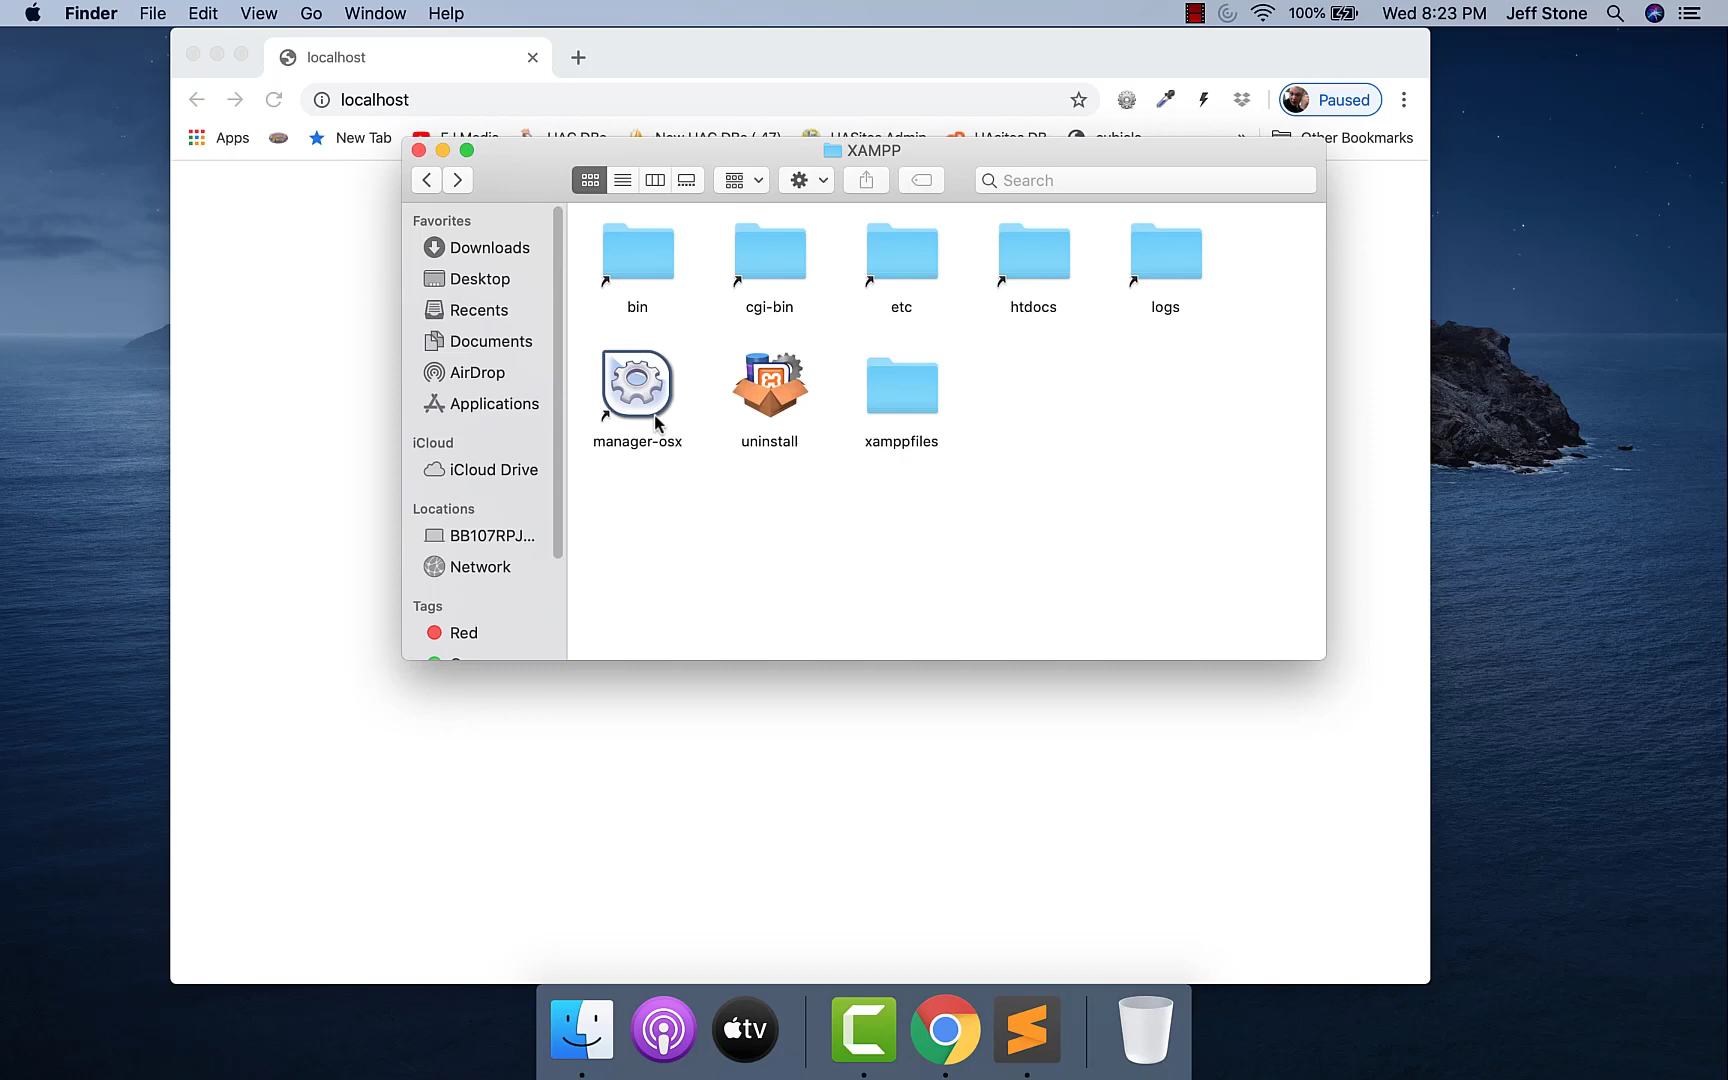 Finder File Edit View Go Window Help 100% Wed 8:23 PM Jeff Stone
localhost
localhost Paused
Apps New Tab Other Bookmarks
XAMPP
Search
Favorites
Downloads
Desktop
Recents
Documents
AirDrop
Applications
iCloud
iCloud Drive
Locations
BB107RPJ...
Network
Tags
Red
bin cgi-bin etc htdocs logs
manager-osx uninstall xamppfiles
tv